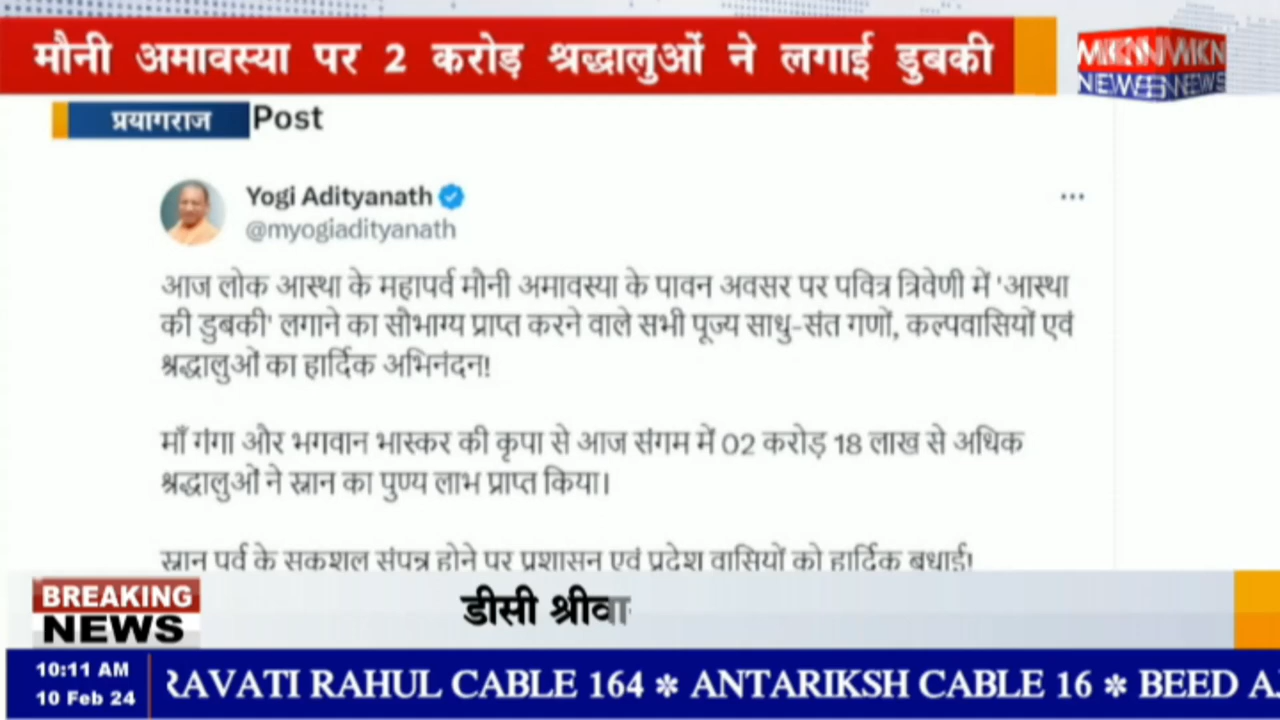 मौनी अमावस्या पर 2 करोड़ श्रद्धालुओं ने लगाई डुबकी
MKN
NEWS
प्रयागराज
Post
Yogi Adityanath
@myogiadityanath
आज लोक आस्था के महापर्व मौनी अमावस्या के पावन अवसर पर पवित्र त्रिवेणी में 'आस्था
की डुबकी' लगाने का सौभाग्य प्राप्त करने वाले सभी पूज्य साधु-संत गणों, कल्पवासियों एवं
श्रद्धालुओं का हार्दिक अभिनंदन!
माँ गंगा और भगवान भास्कर की कृपा से आज संगम में 02 करोड़ 18 लाख से अधिक
श्रद्धालुओं ने स्नान का पुण्य लाभ प्राप्त किया।
स्नान पर्व के सकुशल संपन्न होने पर प्रशासन एवं प्रदेश वासियों को हार्दिक बधाई!
BREAKING
NEWS
डीसी श्रीवा
10:11 AM
10 Feb 24
RAVATI RAHUL CABLE 164 * ANTARIKSH CABLE 16 * BEED